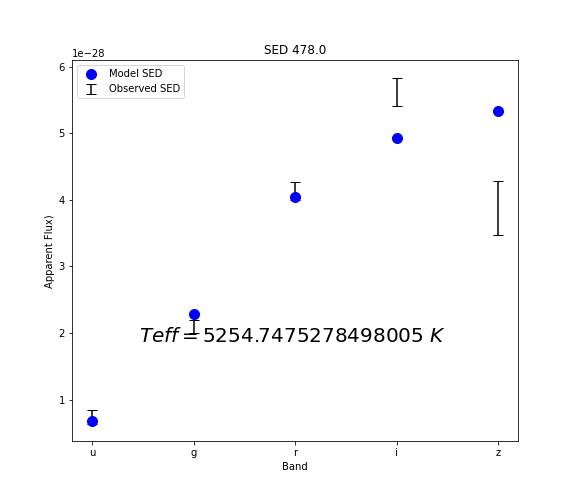 SED 478.0
1e−28
Model SED
Observed SED
6
5
4
3
2
1
Apparent Flux)
Teff = 5254.7475278498005 K
u g r i z
Band